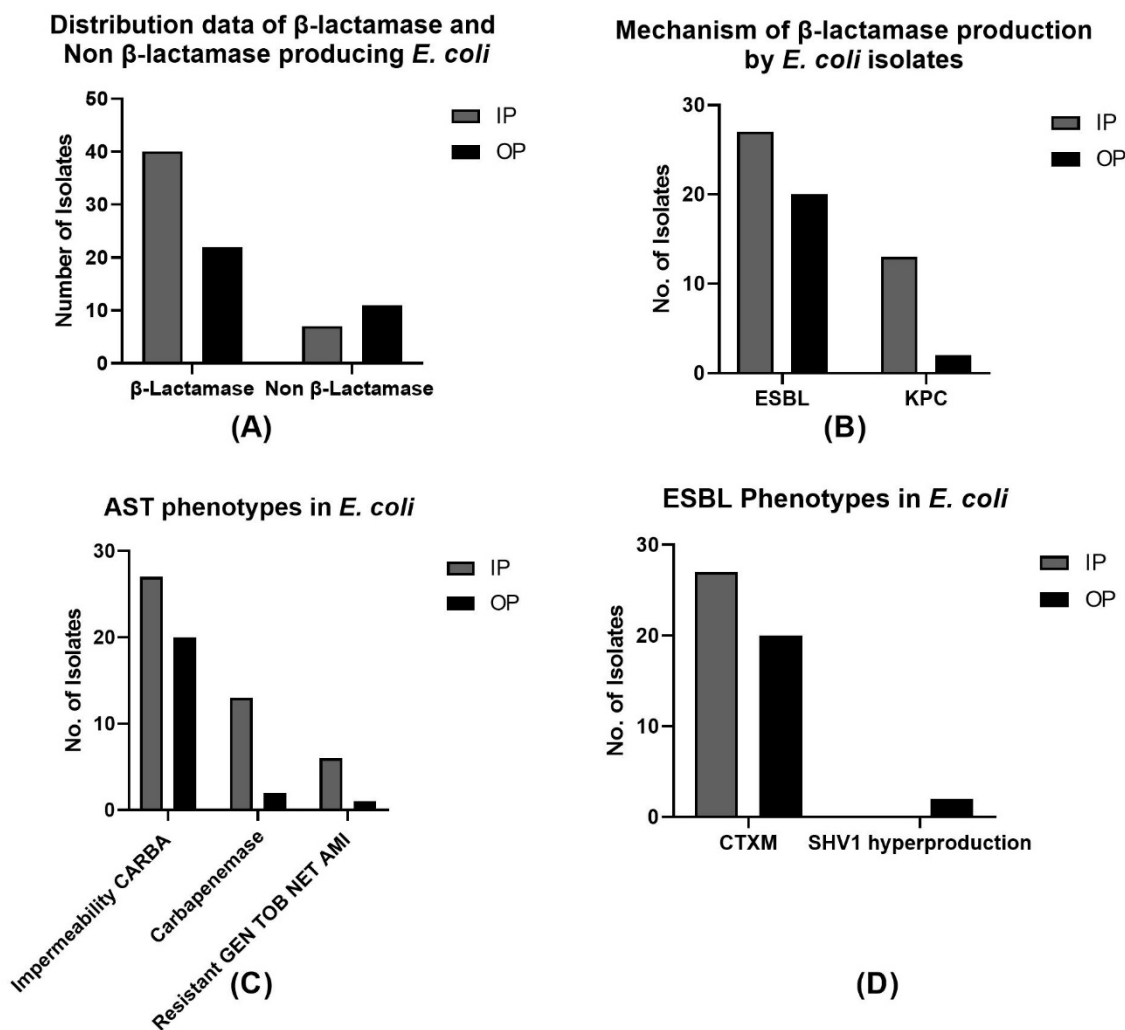 Distribution data of β-lactamase and
Non β-lactamase producing E. coli
50
40
30
20
10
0
Number of Isolates
IP
OP
β-Lactamase Non β-Lactamase
(A)
Mechanism of β-lactamase production
by E. coli isolates
30
20
10
0
No. of Isolates
IP
OP
ESBL KPC
(B)
AST phenotypes in E. coli
30
20
10
0
No. of Isolates
IP
OP
Impermeability CARBA
Carbapenemase
Resistant GEN TOB NET AMI
(C)
ESBL Phenotypes in E. coli
30
20
10
0
No. of Isolates
IP
OP
CTXM SHV1 hyperproduction
(D)